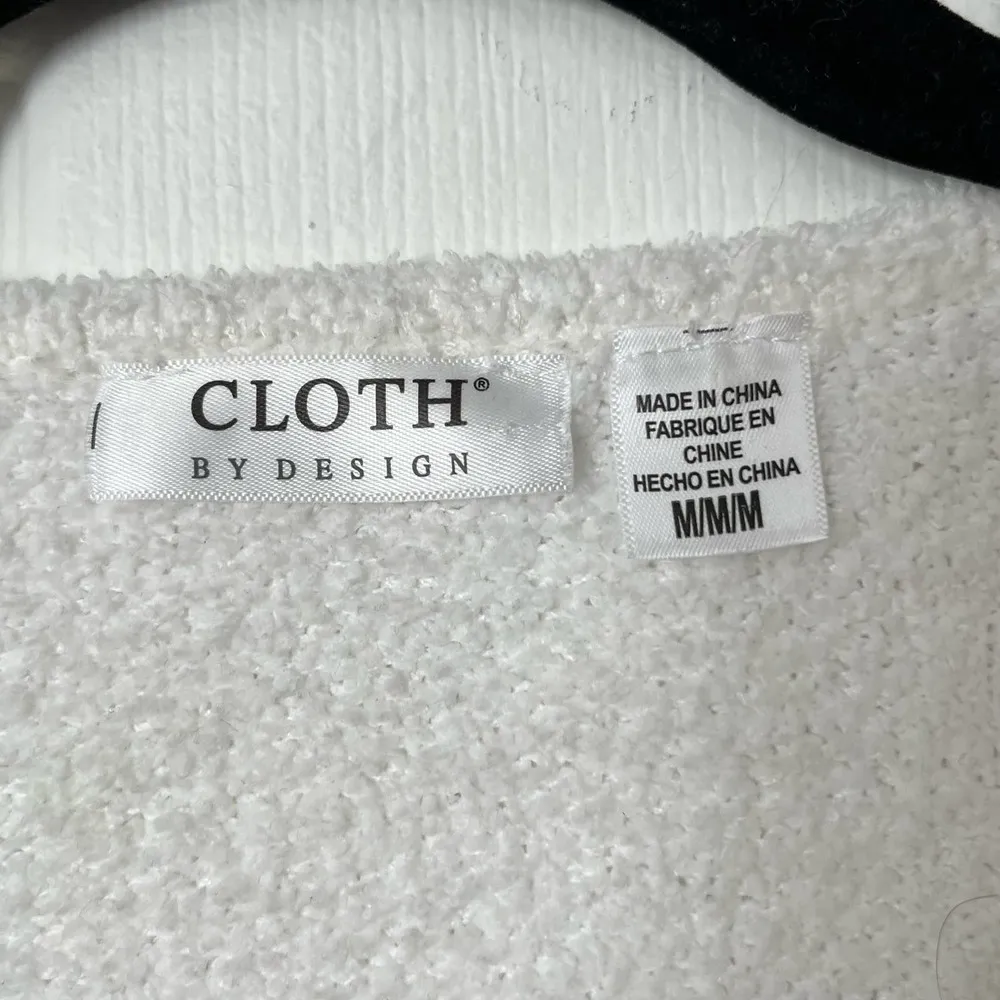 CLOTH®
BY DESIGN
MADE IN CHINA
FABRIQUE EN
CHINE
HECHO EN CHINA
M/M/M